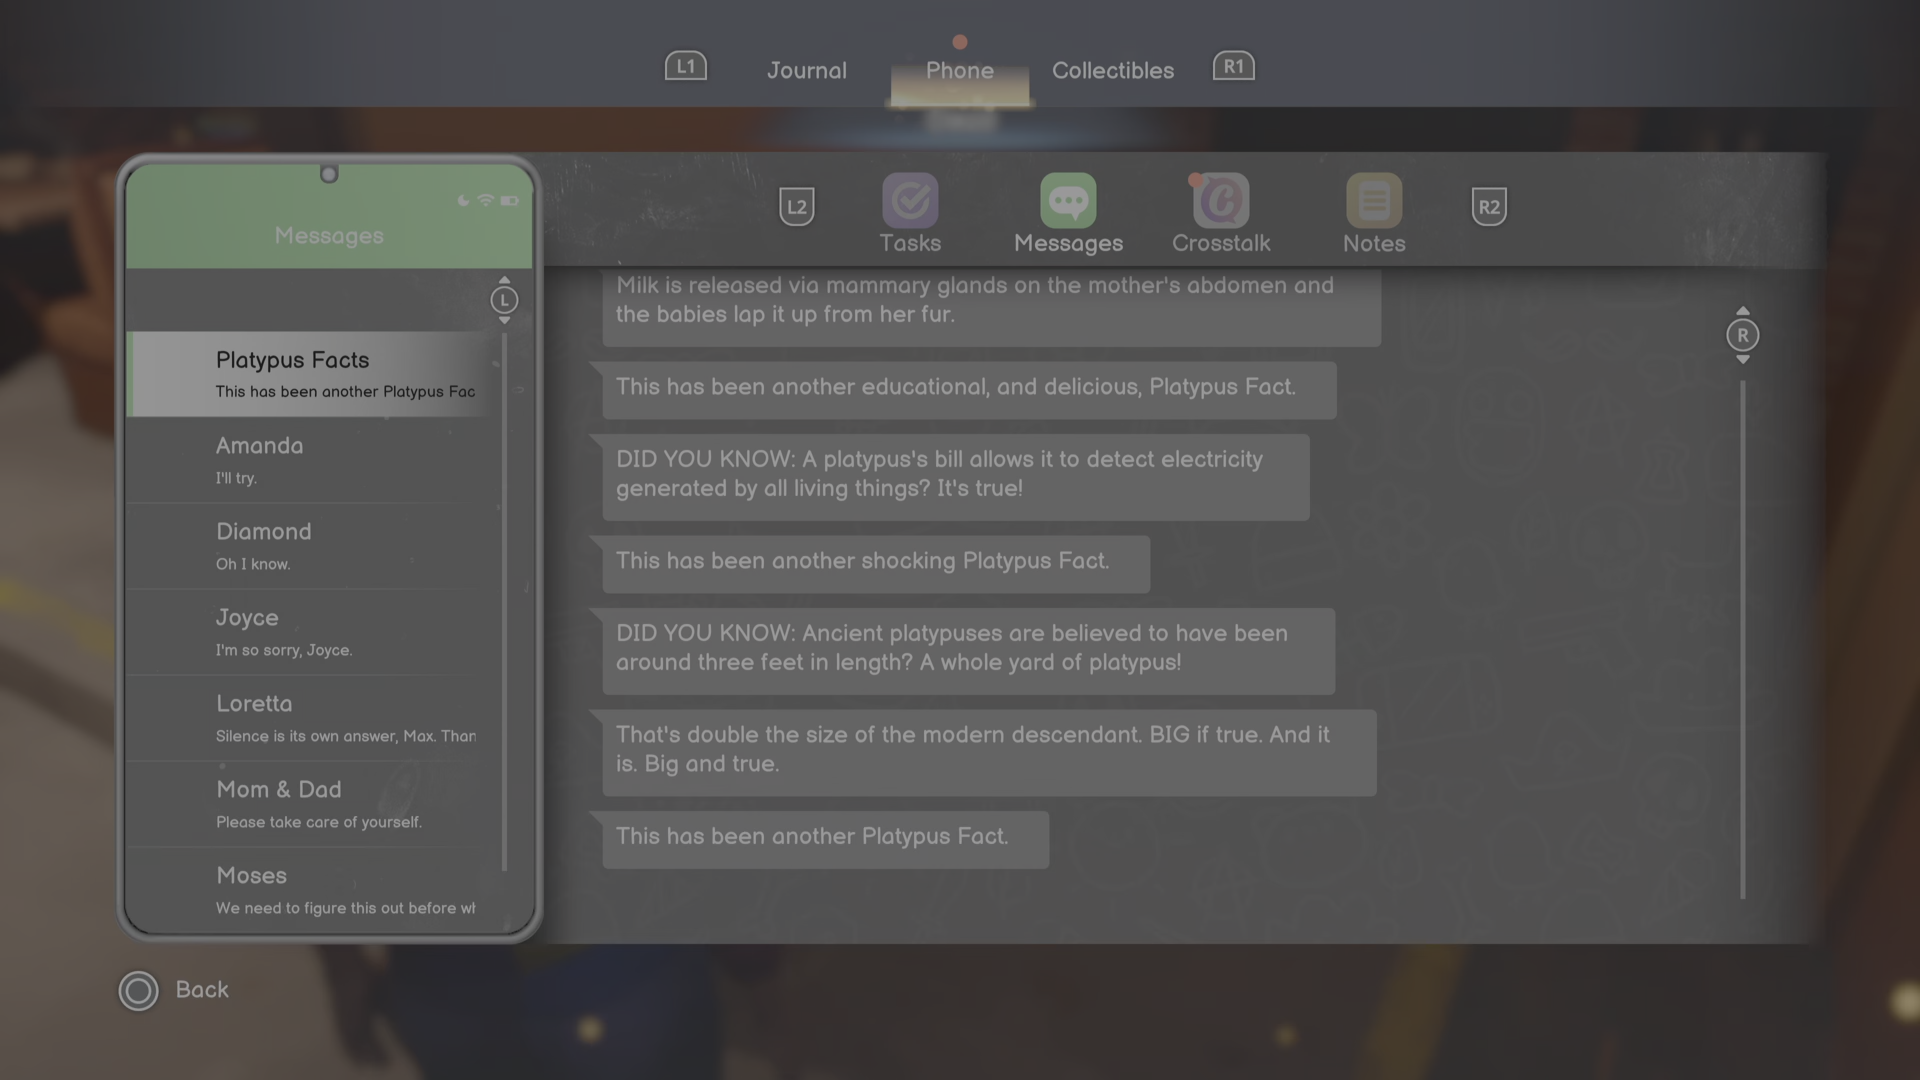 L1
Journal
Phone
Collectibles
R1
Messages
L2
Tasks
Messages
Crosstalk
Notes
R2
L
Platypus Facts
This has been another Platypus Fac
Amanda
I'll try.
Diamond
Oh I know.
Joyce
I'm so sorry, Joyce.
Loretta
Silence is its own answer, Max. Than
Mom & Dad
Please take care of yourself.
Moses
We need to figure this out before wh
Milk is released via mammary glands on the mother's abdomen and
the babies lap it up from her fur.
This has been another educational, and delicious, Platypus Fact.
DID YOU KNOW: A platypus's bill allows it to detect electricity
generated by all living things? It's true!
This has been another shocking Platypus Fact.
DID YOU KNOW: Ancient platypuses are believed to have been
around three feet in length? A whole yard of platypus!
That's double the size of the modern descendant. BIG if true. And it
is. Big and true.
This has been another Platypus Fact.
R
Back